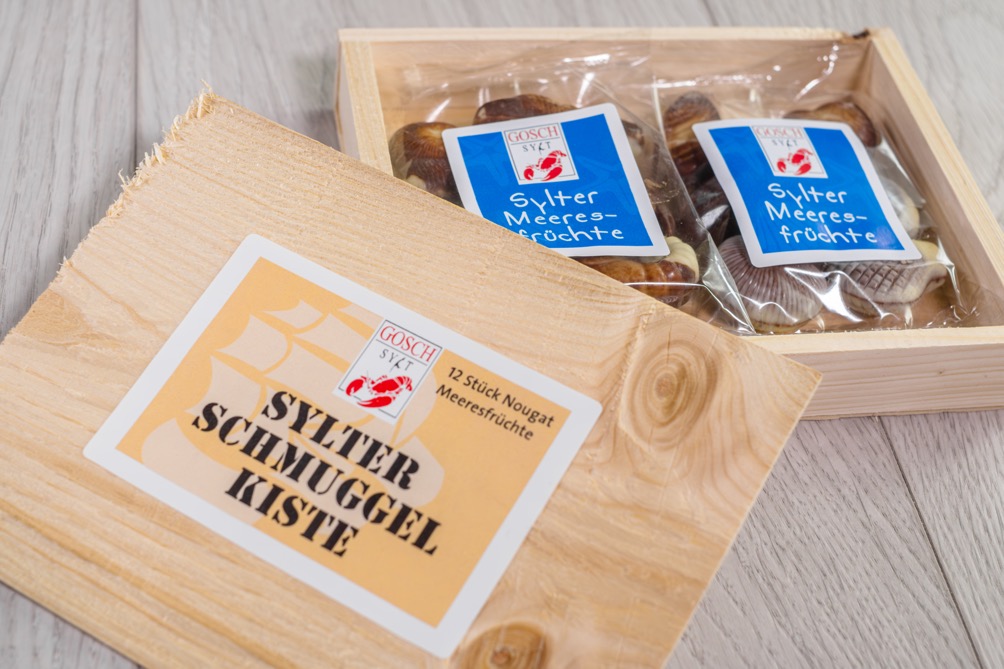 GOSCH
SYLT
Sylter
Meeres-
früchte
GOSCH
SYLT
Sylter
Meeres-
früchte
GOSCH
SYLT
12 Stück Nougat
Meeresfrüchte
SYLTER
SCHMUGGEL
KISTE